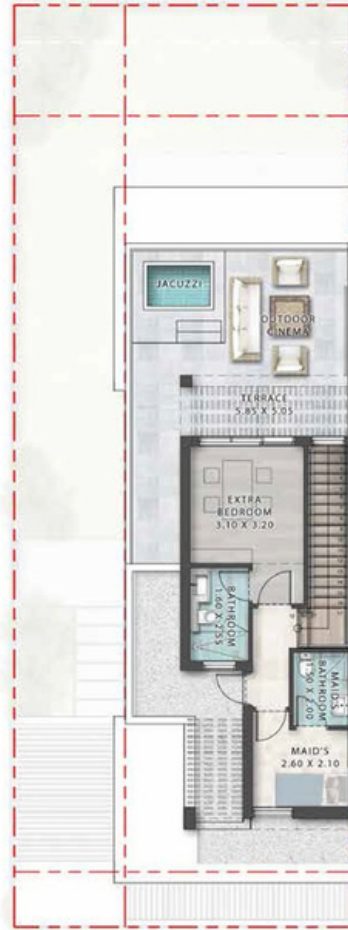 JACUZZI
OUTDOOR
CINEMA
TERRACE
5.85 X 5.05
EXTRA
BEDROOM
3.10 X 3.20
BATHROOM
1.60 X 2.55
MAID'S
BATHROOM
1.50 X 2.00
MAID'S
2.60 X 2.10